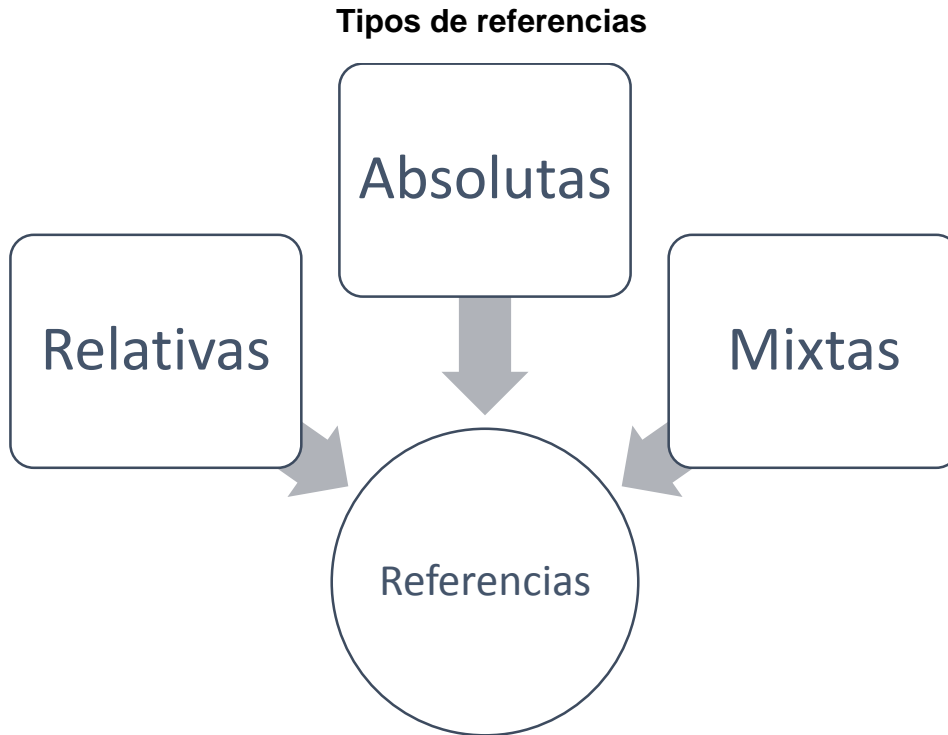 Tipos de referencias
Absolutas
Relativas
Mixtas
Referencias